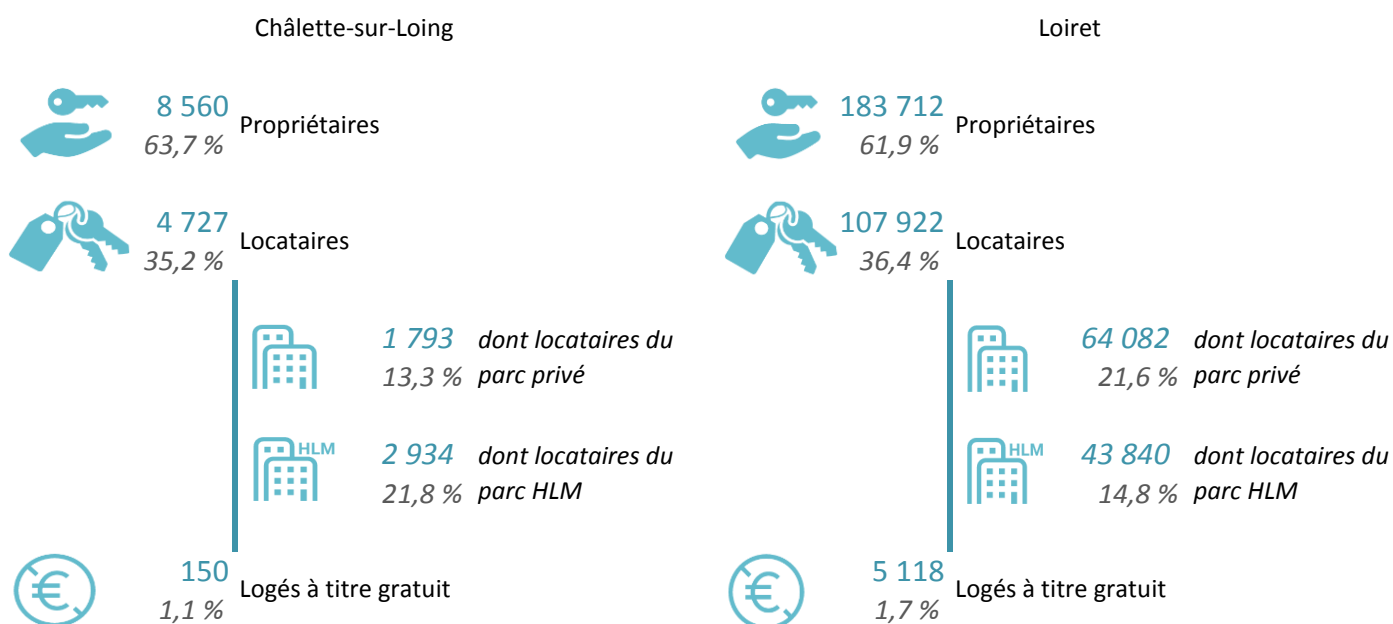 Châlette-sur-Loing
8 560
63,7 %
Propriétaires
4 727
35,2 %
Locataires
1 793
13,3 %
dont locataires du
parc privé
HLM
2 934
21,8 %
dont locataires du
parc HLM
€
150
1,1 %
Logés à titre gratuit
Loiret
183 712
61,9 %
Propriétaires
107 922
36,4 %
Locataires
64 082
21,6 %
dont locataires du
parc privé
HLM
43 840
14,8 %
dont locataires du
parc HLM
€
5 118
1,7 %
Logés à titre gratuit